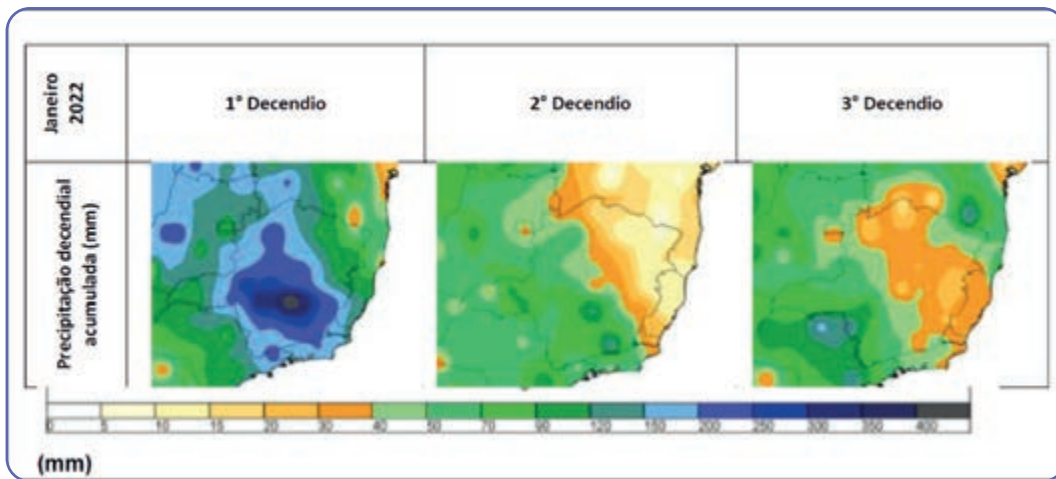 Janeiro
2022
1° Decendio
2° Decendio
3° Decendio
Precipitação decendial
acumulada (mm)
0 5 10 15 20 30 40 50 70 90 120 150 200 250 300 350 400
(mm)